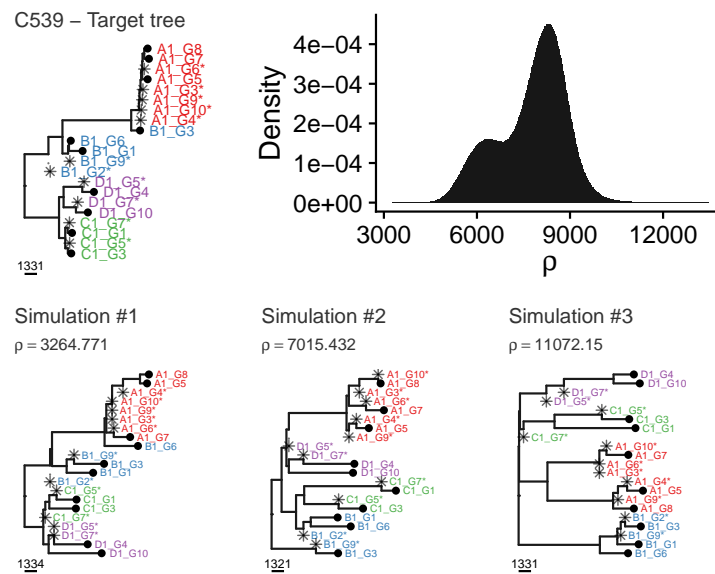 C539 – Target tree
A1_G8
A1_G7
A1_G6*
A1_G5
A1_G3*
A1_G9*
A1_G10*
A1_G4*
B1_G3
B1_G6
B1_G1
B1_G9*
B1_G2*
D1_G5*
D1_G4
D1_G7*
D1_G10
C1_G7*
C1_G1
C1_G5*
C1_G3
1331
Density
4e−04
3e−04
2e−04
1e−04
0e+00
3000 6000 9000 12000
ρ
Simulation #1
ρ = 3264.771
A1_G8
A1_G5
A1_G4*
A1_G10*
A1_G9*
A1_G3*
A1_G6*
A1_G7
B1_G6
B1_G9*
B1_G3
B1_G1
B1_G2*
C1_G5*
C1_G1
C1_G3
C1_G7*
D1_G5*
D1_G7*
D1_G4
D1_G10
1334
Simulation #2
ρ = 7015.432
A1_G10*
A1_G8
A1_G3*
A1_G6*
A1_G7
A1_G4*
A1_G5
A1_G9*
D1_G5*
D1_G7*
D1_G4
D1_G10
C1_G7*
C1_G1
C1_G5*
C1_G3
B1_G1
B1_G6
B1_G2*
B1_G9*
B1_G3
1321
Simulation #3
ρ = 11072.15
D1_G4
D1_G10
D1_G7*
D1_G5*
C1_G5*
C1_G3
C1_G1
C1_G7*
A1_G10*
A1_G7
A1_G6*
A1_G3*
A1_G4*
A1_G5
A1_G9*
A1_G8
B1_G2*
B1_G3
B1_G9*
B1_G1
B1_G6
1331